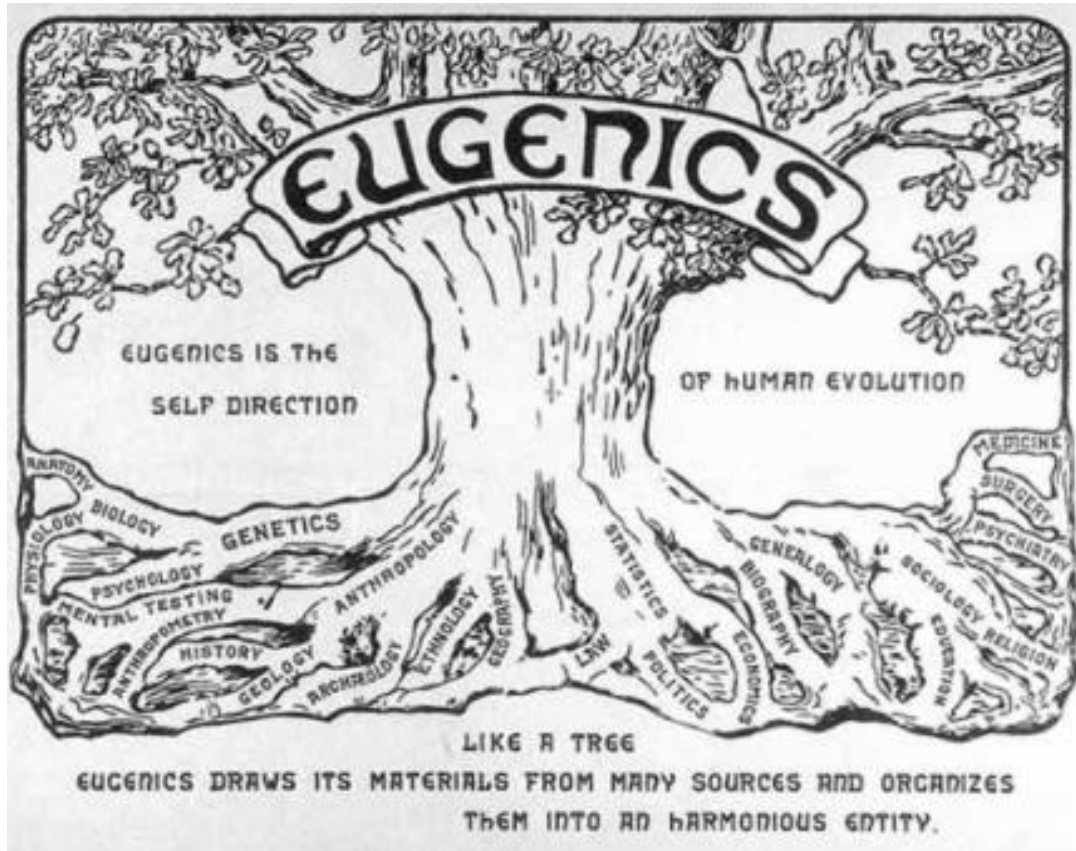 EUGENICS
EUGENICS IS THE
SELF DIRECTION
OF HUMAN EVOLUTION
ANATOMY
BIOLOGY
PHYSIOLOGY
GENETICS
PSYCHOLOGY
MENTAL TESTING
ANTHROPOMETRY
HISTORY
GEOLOGY
ANTHROPOLOGY
ARCHÆOLOGY
ETHNOLOGY
GEOGRAPHY
LAW
STATISTICS
POLITICS
ECONOMICS
BIOGRAPHY
GENEALOGY
EDUCATION
SOCIOLOGY
RELIGION
PSYCHIATRY
SURGERY
MEDICINE
LIKE A TREE
EUGENICS DRAWS ITS MATERIALS FROM MANY SOURCES AND ORGANIZES
THEM INTO AN HARMONIOUS ENTITY.